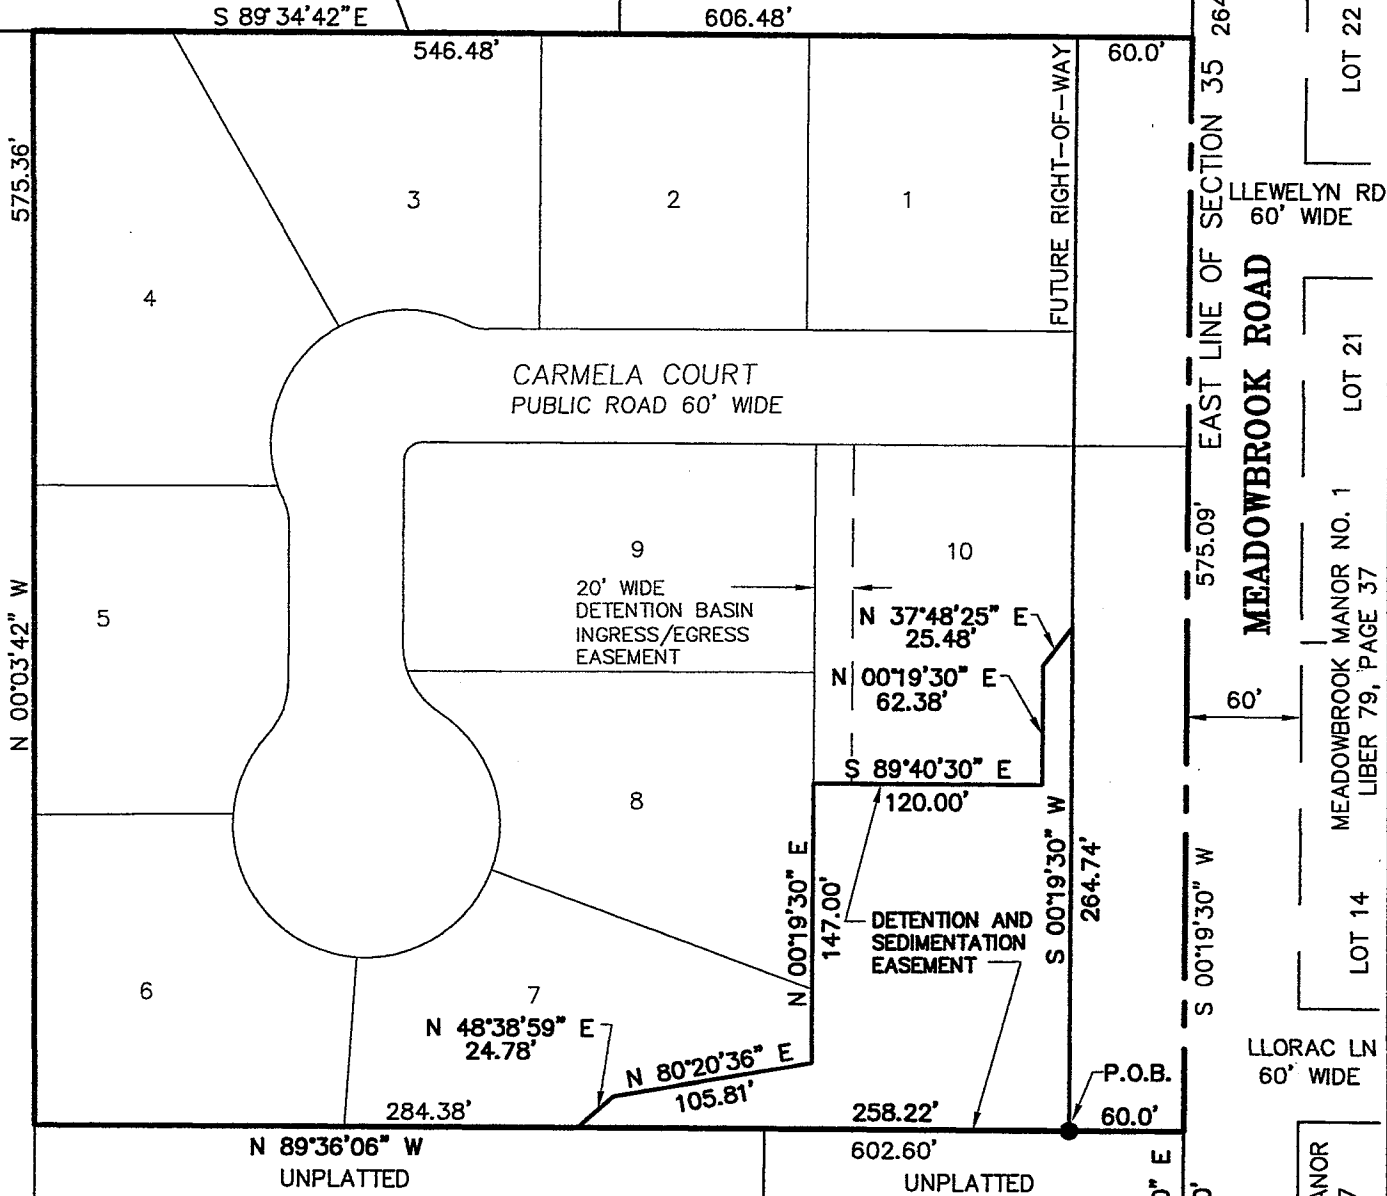 S 89°34'42" E
606.48'
546.48'
60.0'
264
LOT 22
575.36'
FUTURE RIGHT-OF-WAY
EAST LINE OF SECTION 35
3
2
1
4
LLEWELYN RD
60' WIDE
MEADOWBROOK ROAD
LOT 21
CARMELA COURT
PUBLIC ROAD 60' WIDE
575.09'
MEADOWBROOK MANOR NO. 1
LIBER 79, PAGE 37
9
10
20' WIDE
DETENTION BASIN
INGRESS/EGRESS
EASEMENT
N 37°48'25" E
25.48'
N 00°19'30" E
62.38'
N 00°03'42" W
5
60'
S 89°40'30" E
120.00'
8
N 00°19'30" E
147.00'
S 00°19'30" W
264.74'
S 00°19'30" W
DETENTION AND
SEDIMENTATION
EASEMENT
LOT 14
6
7
N 48°38'59" E
24.78'
N 80°20'36" E
105.81'
LLORAC LN
60' WIDE
P.O.B.
284.38'
258.22'
60.0'
N 89°36'06" W
602.60'
UNPLATTED
UNPLATTED
0" E
0'
ANOR
7